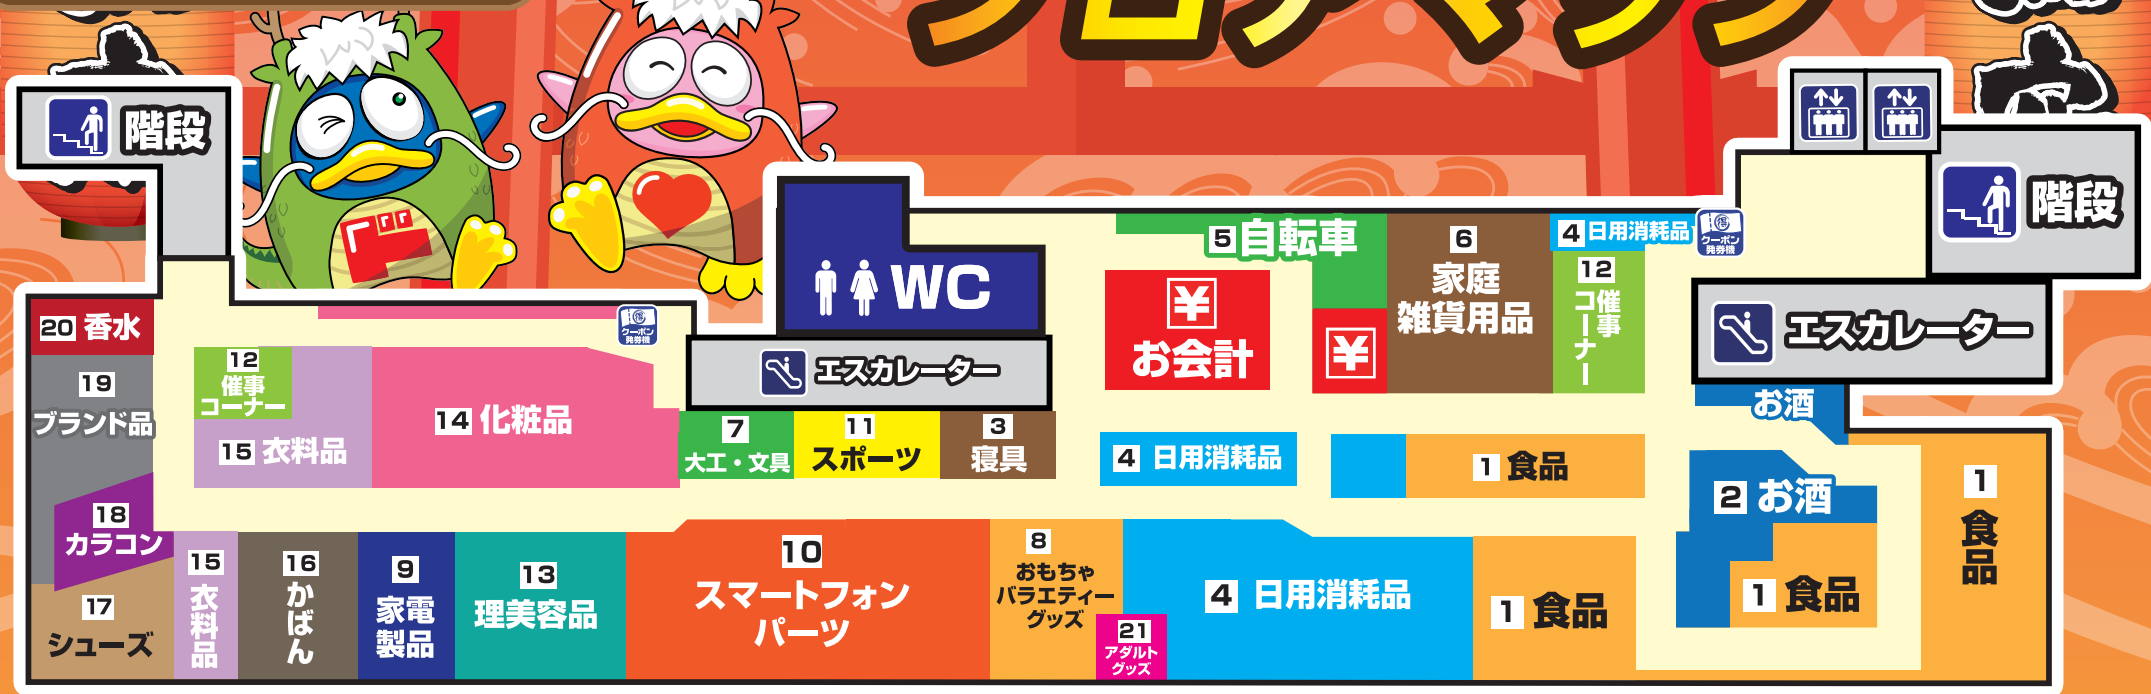 フロアマップ
階段
階段
WC
エスカレーター
エスカレーター
クーポン
発券機
クーポン
発券機
20 香水
19
ブランド品
18
カラコン
17
シューズ
12
催事
コーナー
15 衣料品
14 化粧品
7
大工・文具
11
スポーツ
3
寝具
5 自転車
¥
お会計
¥
6
家庭
雑貨用品
4 日用消耗品
12
催事
コーナー
4 日用消耗品
1 食品
お酒
2 お酒
1 食品
1
食品
15
衣料品
16
かばん
9
家電
製品
13
理美容品
10
スマートフォン
パーツ
8
おもちゃ
バラエティー
グッズ
21
アダルト
グッズ
4 日用消耗品
1 食品